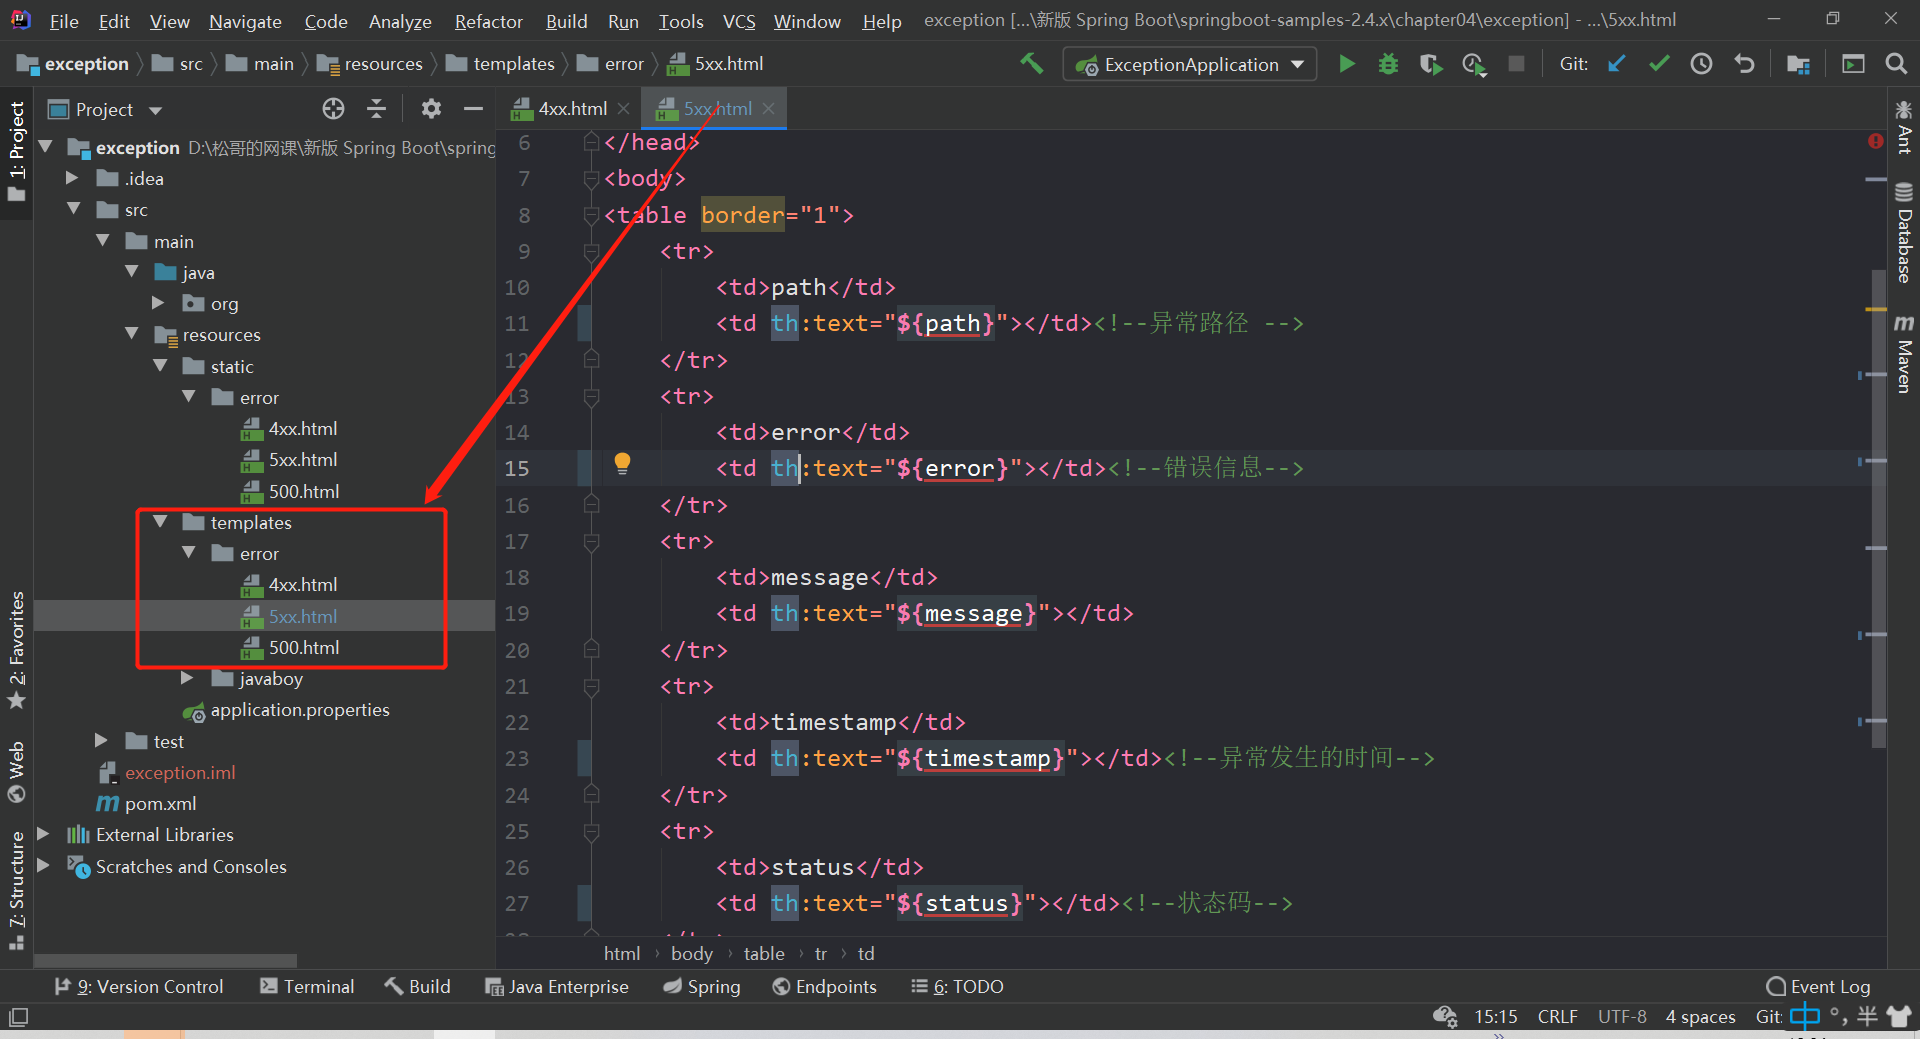 File Edit View Navigate Code Analyze Refactor Build Run Tools VCS Window Help exception [...\新版 Spring Boot\springboot-samples-2.4.x\chapter04\exception] - ...\5xx.html
exception src main resources templates error 5xx.html ExceptionApplication Git:
Project
4xx.html 5xx.html
exception D:\松哥的网课\新版 Spring Boot\spring
.idea
src
main
java
org
resources
static
error
4xx.html
5xx.html
500.html
templates
error
4xx.html
5xx.html
500.html
javaboy
application.properties
test
exception.iml
pom.xml
External Libraries
Scratches and Consoles
1: Project
2: Favorites
Web
7: Structure
6 </head>
7 <body>
8 <table border="1">
9 <tr>
10 <td>path</td>
11 <td th:text="${path}"></td><!--异常路径 -->
12 </tr>
13 <tr>
14 <td>error</td>
15 <td th:text="${error}"></td><!--错误信息-->
16 </tr>
17 <tr>
18 <td>message</td>
19 <td th:text="${message}"></td>
20 </tr>
21 <tr>
22 <td>timestamp</td>
23 <td th:text="${timestamp}"></td><!--异常发生的时间-->
24 </tr>
25 <tr>
26 <td>status</td>
27 <td th:text="${status}"></td><!--状态码-->
html › body › table › tr › td
Ant
Database
Maven
9: Version Control Terminal Build Java Enterprise Spring Endpoints 6: TODO Event Log
15:15 CRLF UTF-8 4 spaces Git: 中 °, 半